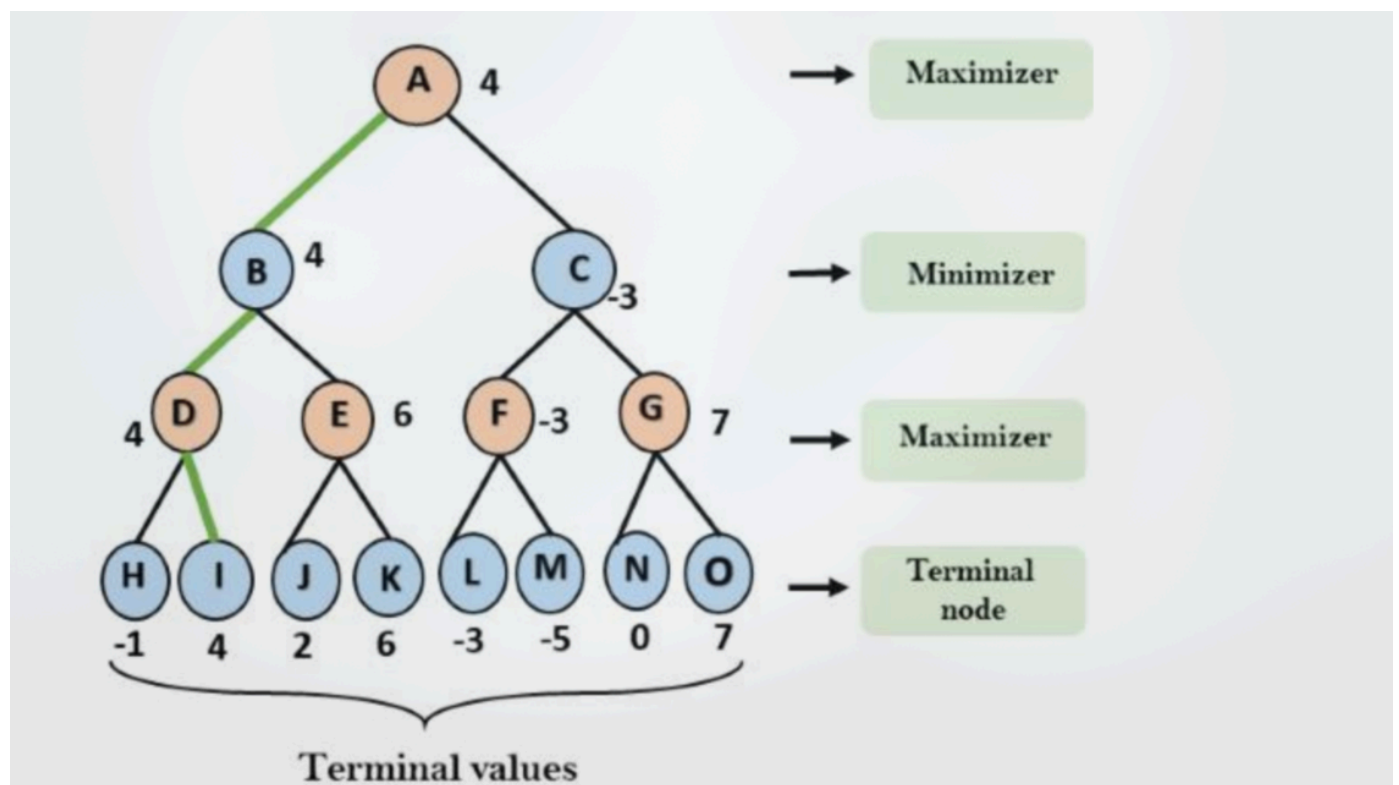 A 4
Maximizer
B 4
C -3
Minimizer
D 4
E 6
F -3
G 7
Maximizer
H I J K L M N O
Terminal
node
-1 4 2 6 -3 -5 0 7
Terminal values